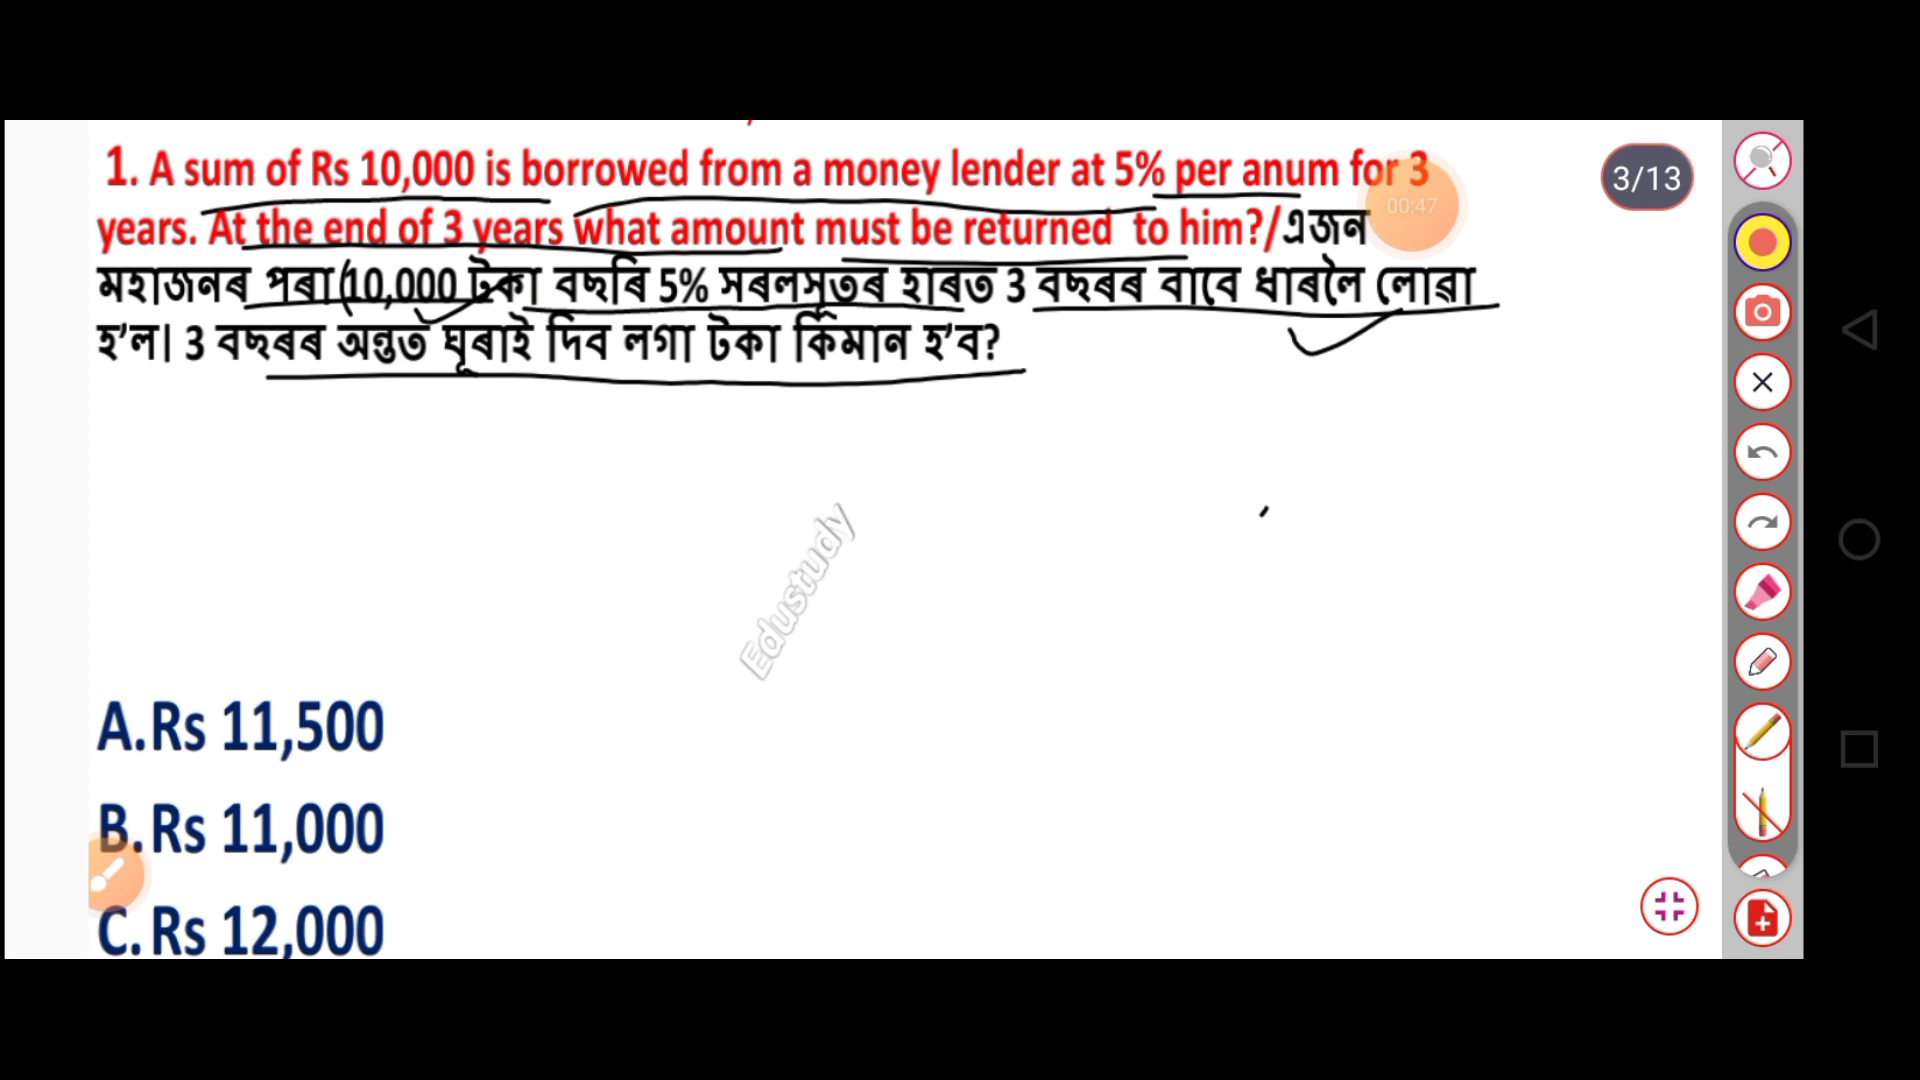 1. A sum of Rs 10,000 is borrowed from a money lender at 5% per anum for 3
years. At the end of 3 years what amount must be returned to him?/এজন
মহাজনৰ পৰা 10,000 টকা বছৰি 5% সৰলসূতৰ হাৰত 3 বছৰৰ বাবে ধাৰলৈ লোৱা
হ’ল। 3 বছৰৰ অন্তত ঘূৰাই দিব লগা টকা কিমান হ’ব?
3/13
00:47
Edustudy
A.Rs 11,500
B.Rs 11,000
C.Rs 12,000